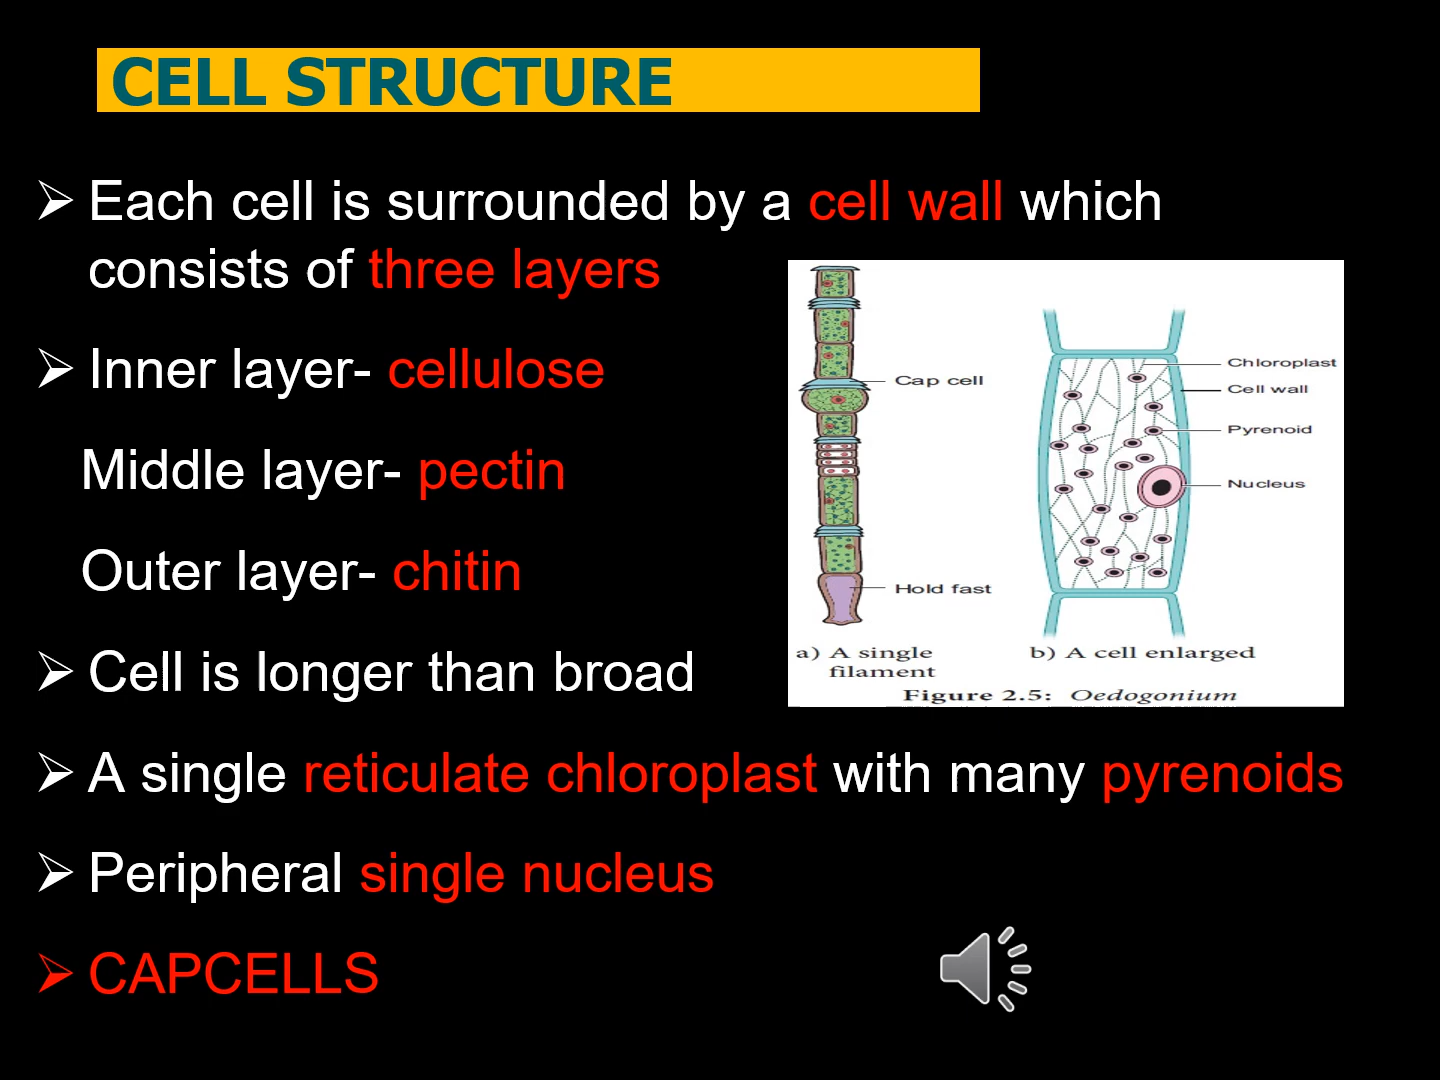 CELL STRUCTURE
➢ Each cell is surrounded by a cell wall which
consists of three layers
➢ Inner layer- cellulose
Middle layer- pectin
Outer layer- chitin
➢ Cell is longer than broad
➢ A single reticulate chloroplast with many pyrenoids
➢ Peripheral single nucleus
➢ CAPCELLS
Cap cell
Hold fast
a) A single
filament
Chloroplast
Cell wall
Pyrenoid
Nucleus
b) A cell enlarged
Figure 2.5: Oedogonium